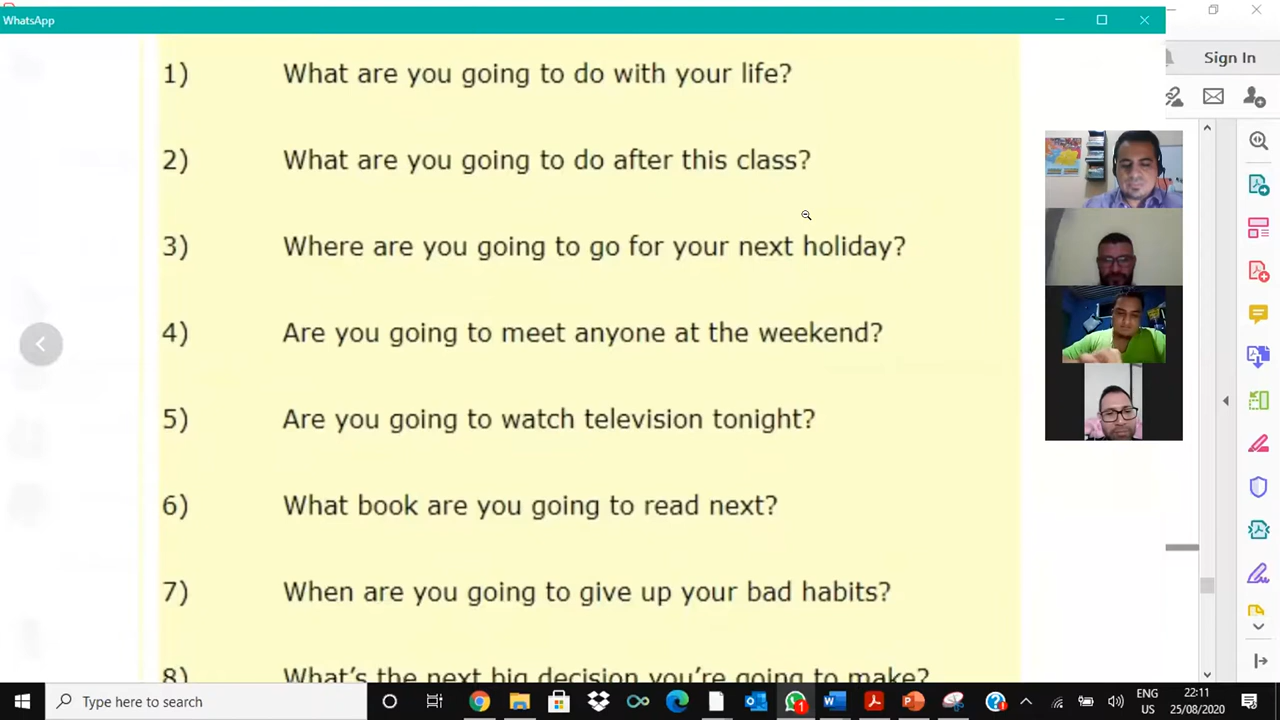 WhatsApp
Sign In
1) What are you going to do with your life?
2) What are you going to do after this class?
3) Where are you going to go for your next holiday?
4) Are you going to meet anyone at the weekend?
5) Are you going to watch television tonight?
6) What book are you going to read next?
7) When are you going to give up your bad habits?
8) What's the next big decision you're going to make?
Type here to search
1
ENG
US
22:11
25/08/2020